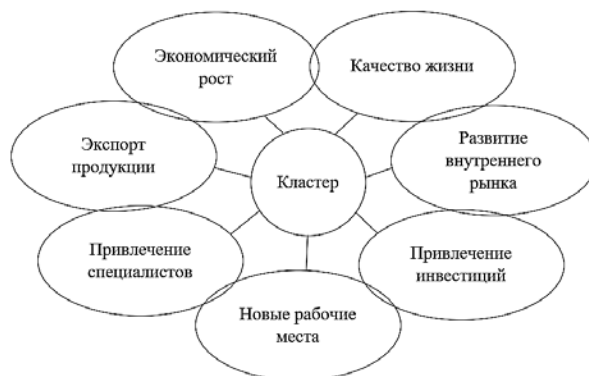 Экономический
рост
Качество жизни
Экспорт
продукции
Кластер
Развитие
внутреннего
рынка
Привлечение
специалистов
Привлечение
инвестиций
Новые рабочие
места